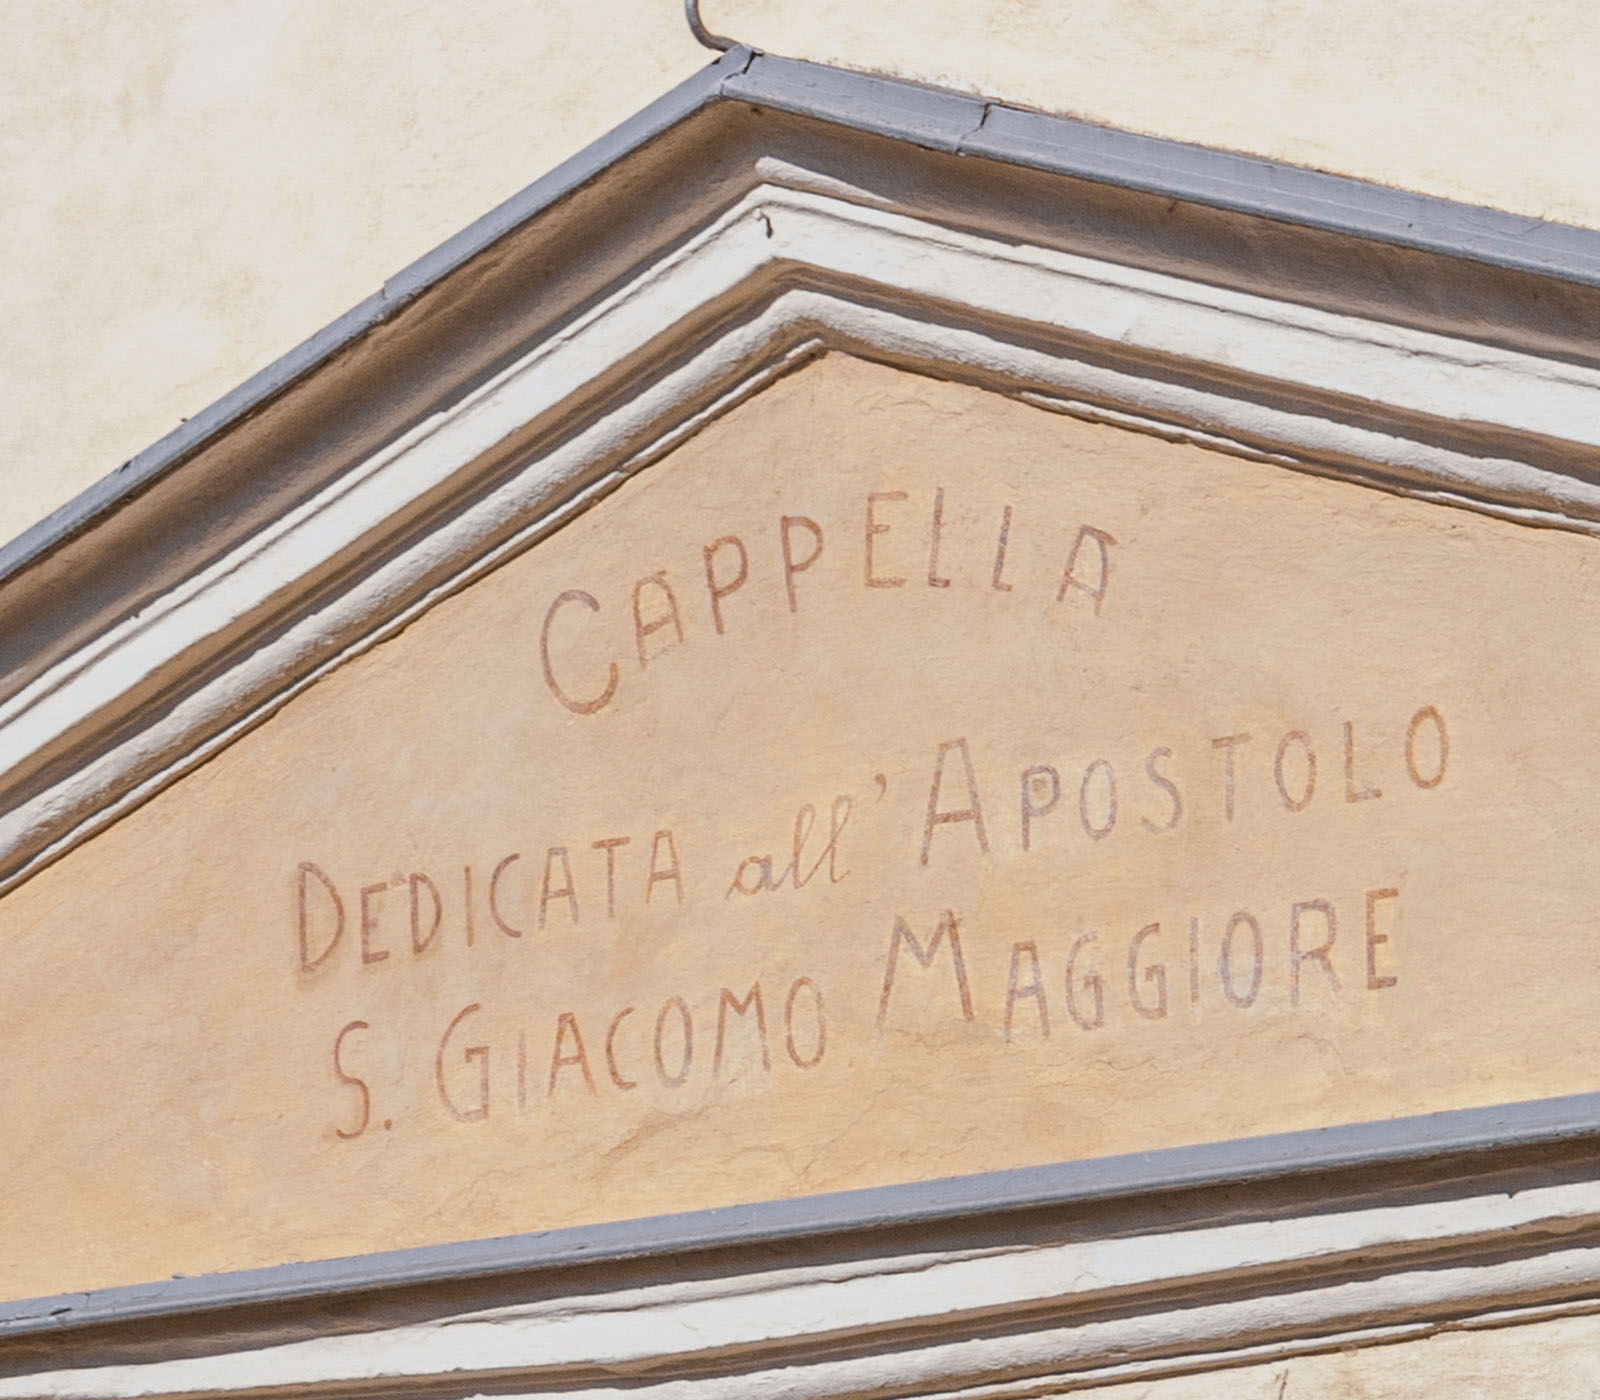 CAPPELLA
DEDICATA all' APOSTOLO
S. GIACOMO MAGGIORE